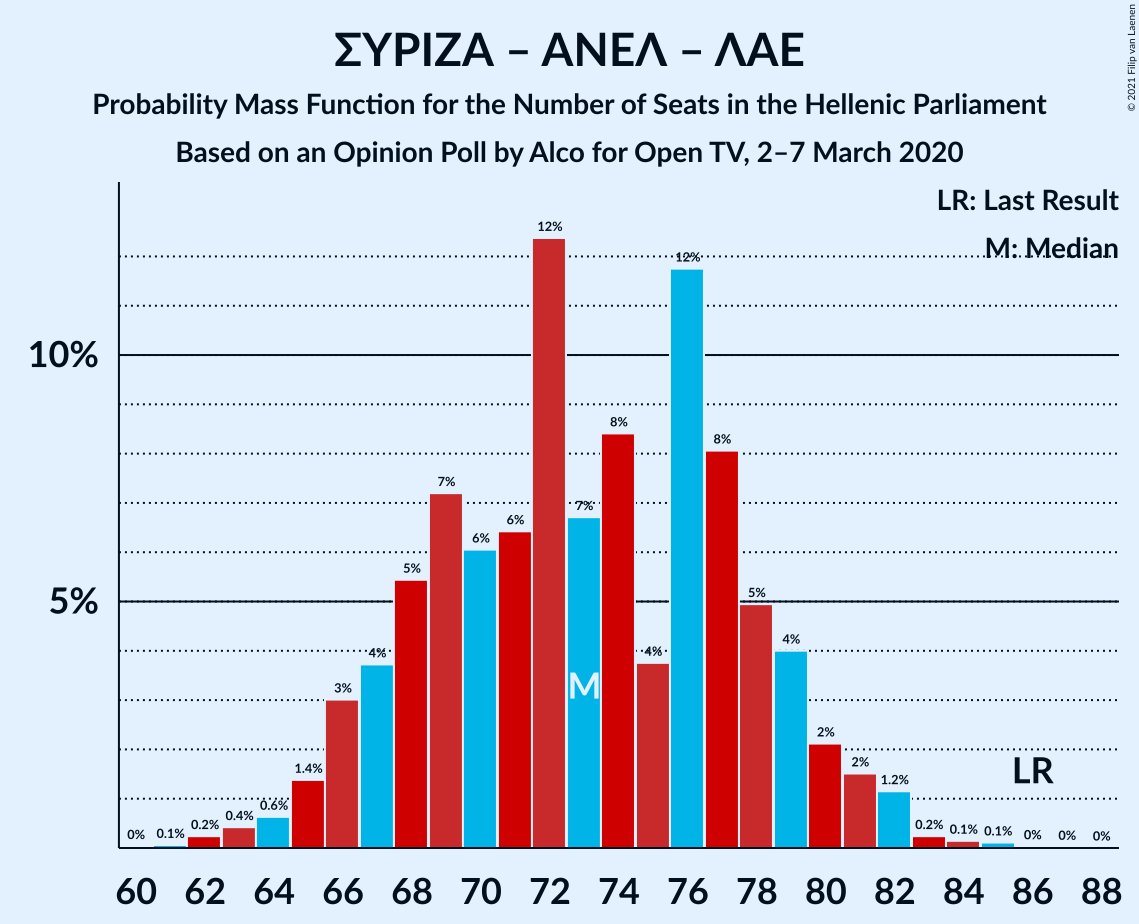 ΣΥΡΙΖΑ – ΑΝΕΛ – ΛΑΕ
Probability Mass Function for the Number of Seats in the Hellenic Parliament
Based on an Opinion Poll by Alco for Open TV, 2–7 March 2020
© 2021 Filip van Laenen
LR: Last Result
M: Median
10%
5%
0% 0.1% 0.2% 0.4% 0.6% 1.4% 3% 4% 5% 7% 6% 6% 12% 7% 8% 4% 12% 8% 5% 4% 2% 2% 1.2% 0.2% 0.1% 0.1% 0% 0% 0%
M
LR
60 62 64 66 68 70 72 74 76 78 80 82 84 86 88